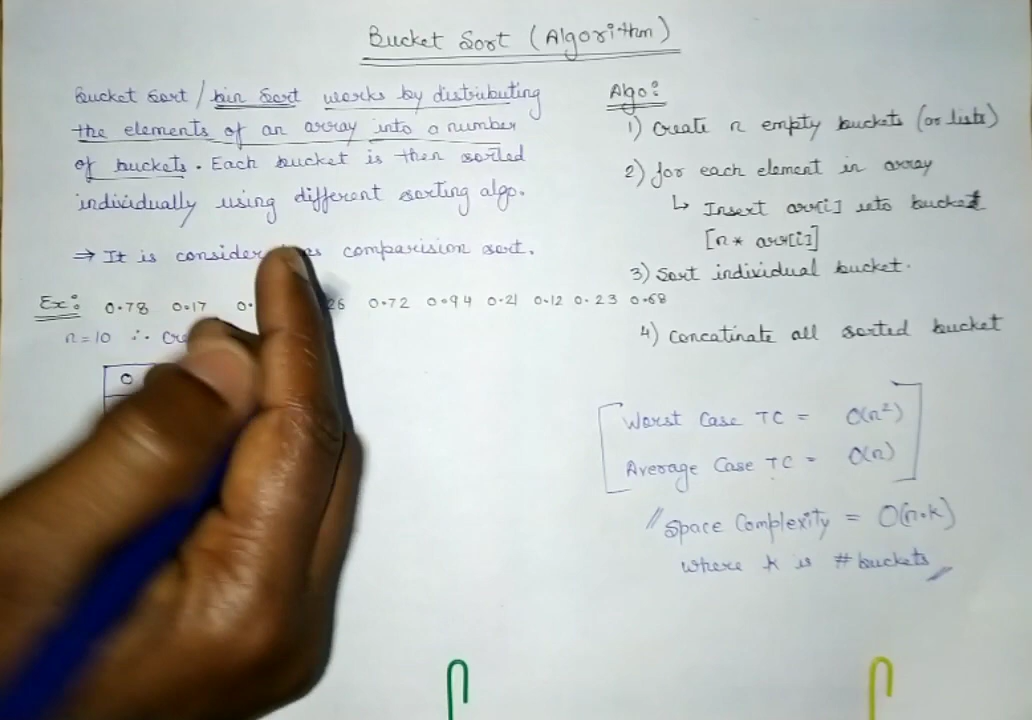 Bucket Sort (Algorithm)
Bucket Sort / bin Sort works by distributing
the elements of an array into a number
of buckets. Each bucket is then sorted
individually using different sorting algo.
⇒ It is consider as comparision sort.
Ex: 0.78 0.17 0. 26 0.72 0.94 0.21 0.12 0.23 0.68
n=10 ∴ Cre
0
Algo:
1) Create n empty buckets (or lists)
2) for each element in array
↳ Insert arr[i] into bucket
[n * arr[i]]
3) Sort individual bucket.
4) Concatinate all sorted bucket
Worst Case TC = O(n²)
Average Case TC = O(n)
// Space Complexity = O(n.k)
where k is # buckets //